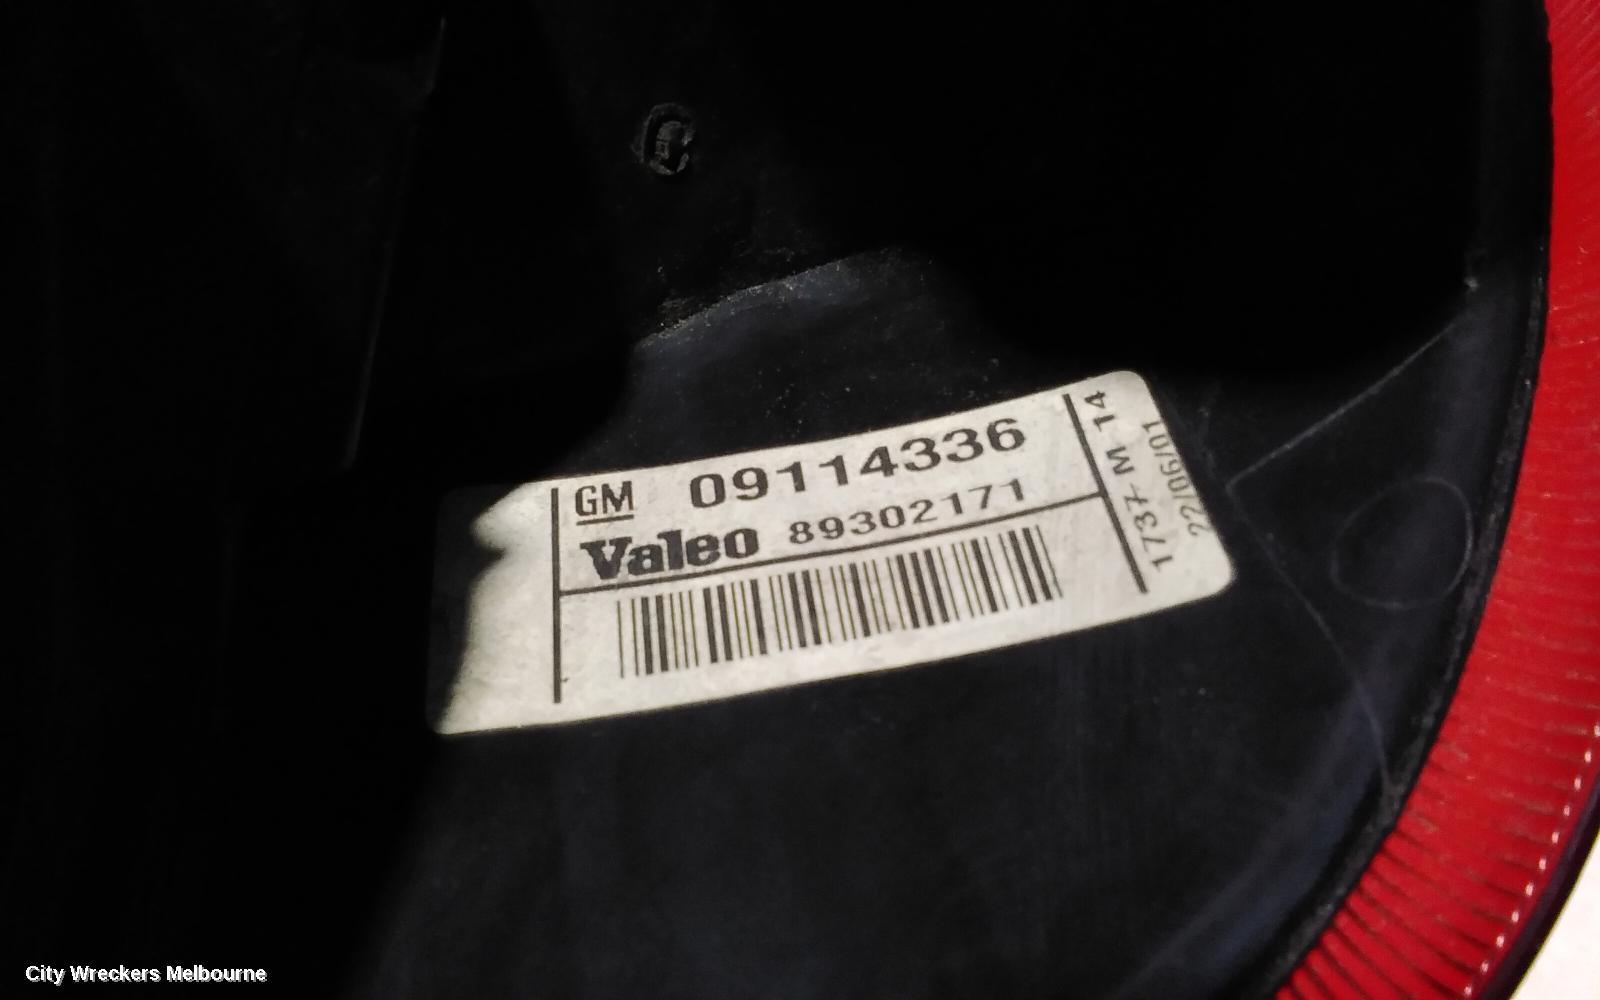 C
GM 09114336
Valeo 89302171
1737 M 14
22/06/01
City Wreckers Melbourne